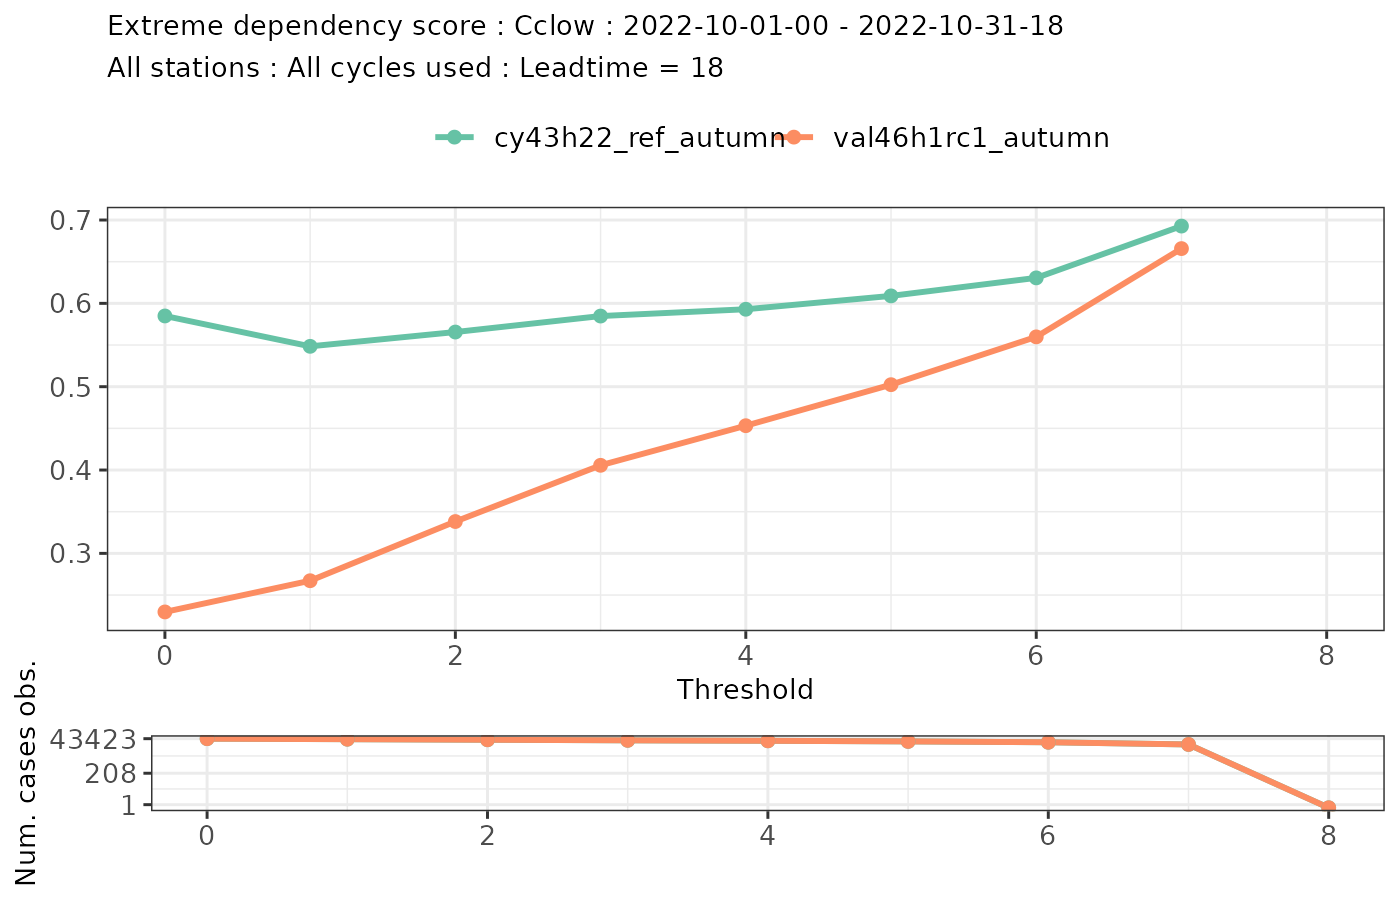 Extreme dependency score : Cclow : 2022-10-01-00 - 2022-10-31-18
All stations : All cycles used : Leadtime = 18
cy43h22_ref_autumn val46h1rc1_autumn
0.7
0.6
0.5
0.4
0.3
0 2 4 6 8
Threshold
Num. cases obs.
43423
208
1
0 2 4 6 8